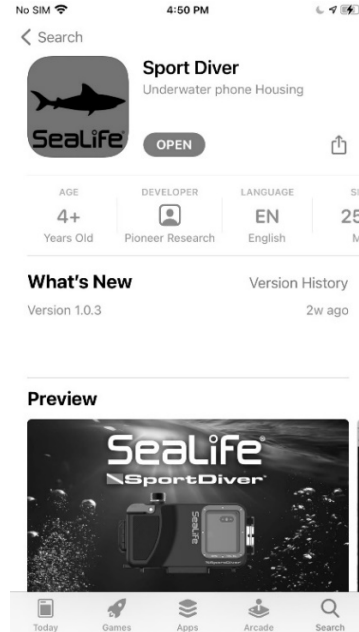 No SIM 4:50 PM
Search
Sport Diver
Underwater phone Housing
SeaLife
OPEN
AGE DEVELOPER LANGUAGE
4+ EN 25
Years Old Pioneer Research English
What's New Version History
Version 1.0.3 2w ago
Preview
SeaLife
SportDiver
SeaLife
Today Games Apps Arcade Search